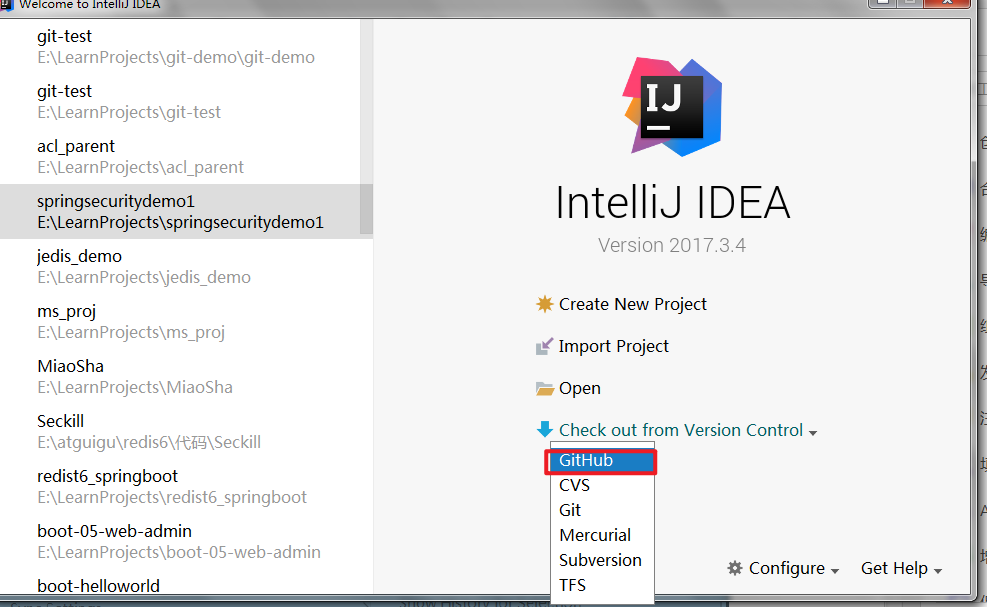 Welcome to IntelliJ IDEA
git-test
E:\LearnProjects\git-demo\git-demo
git-test
E:\LearnProjects\git-test
acl_parent
E:\LearnProjects\acl_parent
springsecuritydemo1
E:\LearnProjects\springsecuritydemo1
jedis_demo
E:\LearnProjects\jedis_demo
ms_proj
E:\LearnProjects\ms_proj
MiaoSha
E:\LearnProjects\MiaoSha
Seckill
E:\atguigu\redis6\代码\Seckill
redist6_springboot
E:\LearnProjects\redist6_springboot
boot-05-web-admin
E:\LearnProjects\boot-05-web-admin
boot-helloworld
IJ
IntelliJ IDEA
Version 2017.3.4
Create New Project
Import Project
Open
Check out from Version Control
GitHub
CVS
Git
Mercurial
Subversion
TFS
Configure
Get Help